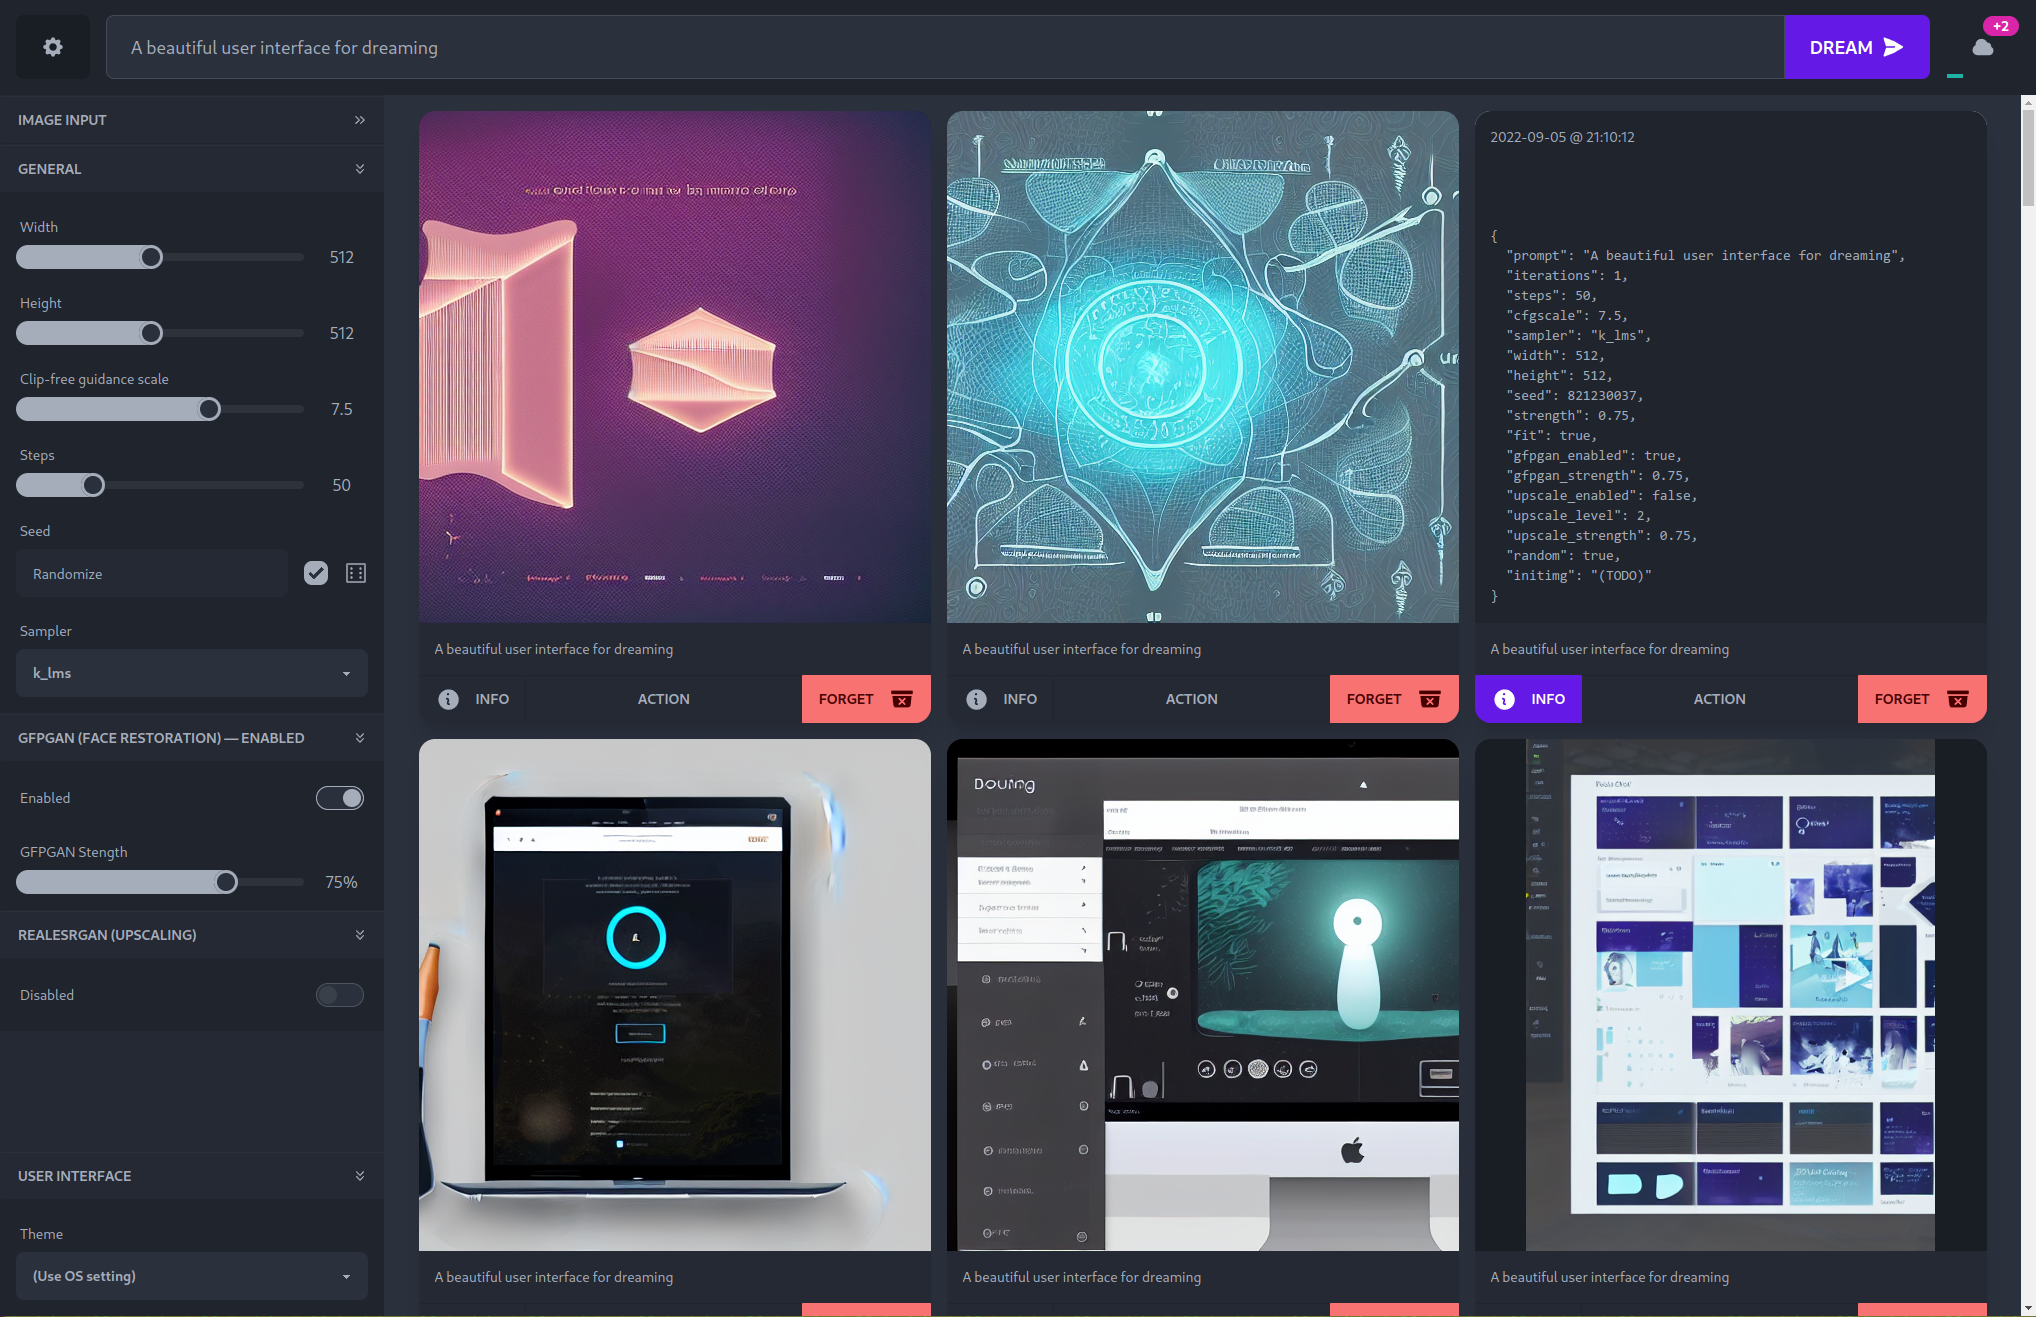 A beautiful user interface for dreaming
DREAM
+2
IMAGE INPUT
GENERAL
Width
512
Height
512
Clip-free guidance scale
7.5
Steps
50
Seed
Randomize
Sampler
k_lms
GFPGAN (FACE RESTORATION) — ENABLED
Enabled
GFPGAN Stength
75%
REALESRGAN (UPSCALING)
Disabled
USER INTERFACE
Theme
(Use OS setting)
A beautiful user interface for dreaming
INFO
ACTION
FORGET
A beautiful user interface for dreaming
INFO
ACTION
FORGET
2022-09-05 @ 21:10:12
{
"prompt": "A beautiful user interface for dreaming",
"iterations": 1,
"steps": 50,
"cfgscale": 7.5,
"sampler": "k_lms",
"width": 512,
"height": 512,
"seed": 821230037,
"strength": 0.75,
"fit": true,
"gfpgan_enabled": true,
"gfpgan_strength": 0.75,
"upscale_enabled": false,
"upscale_level": 2,
"upscale_strength": 0.75,
"random": true,
"initimg": "(TODO)"
}
A beautiful user interface for dreaming
INFO
ACTION
FORGET
A beautiful user interface for dreaming
Douing
A beautiful user interface for dreaming
A beautiful user interface for dreaming